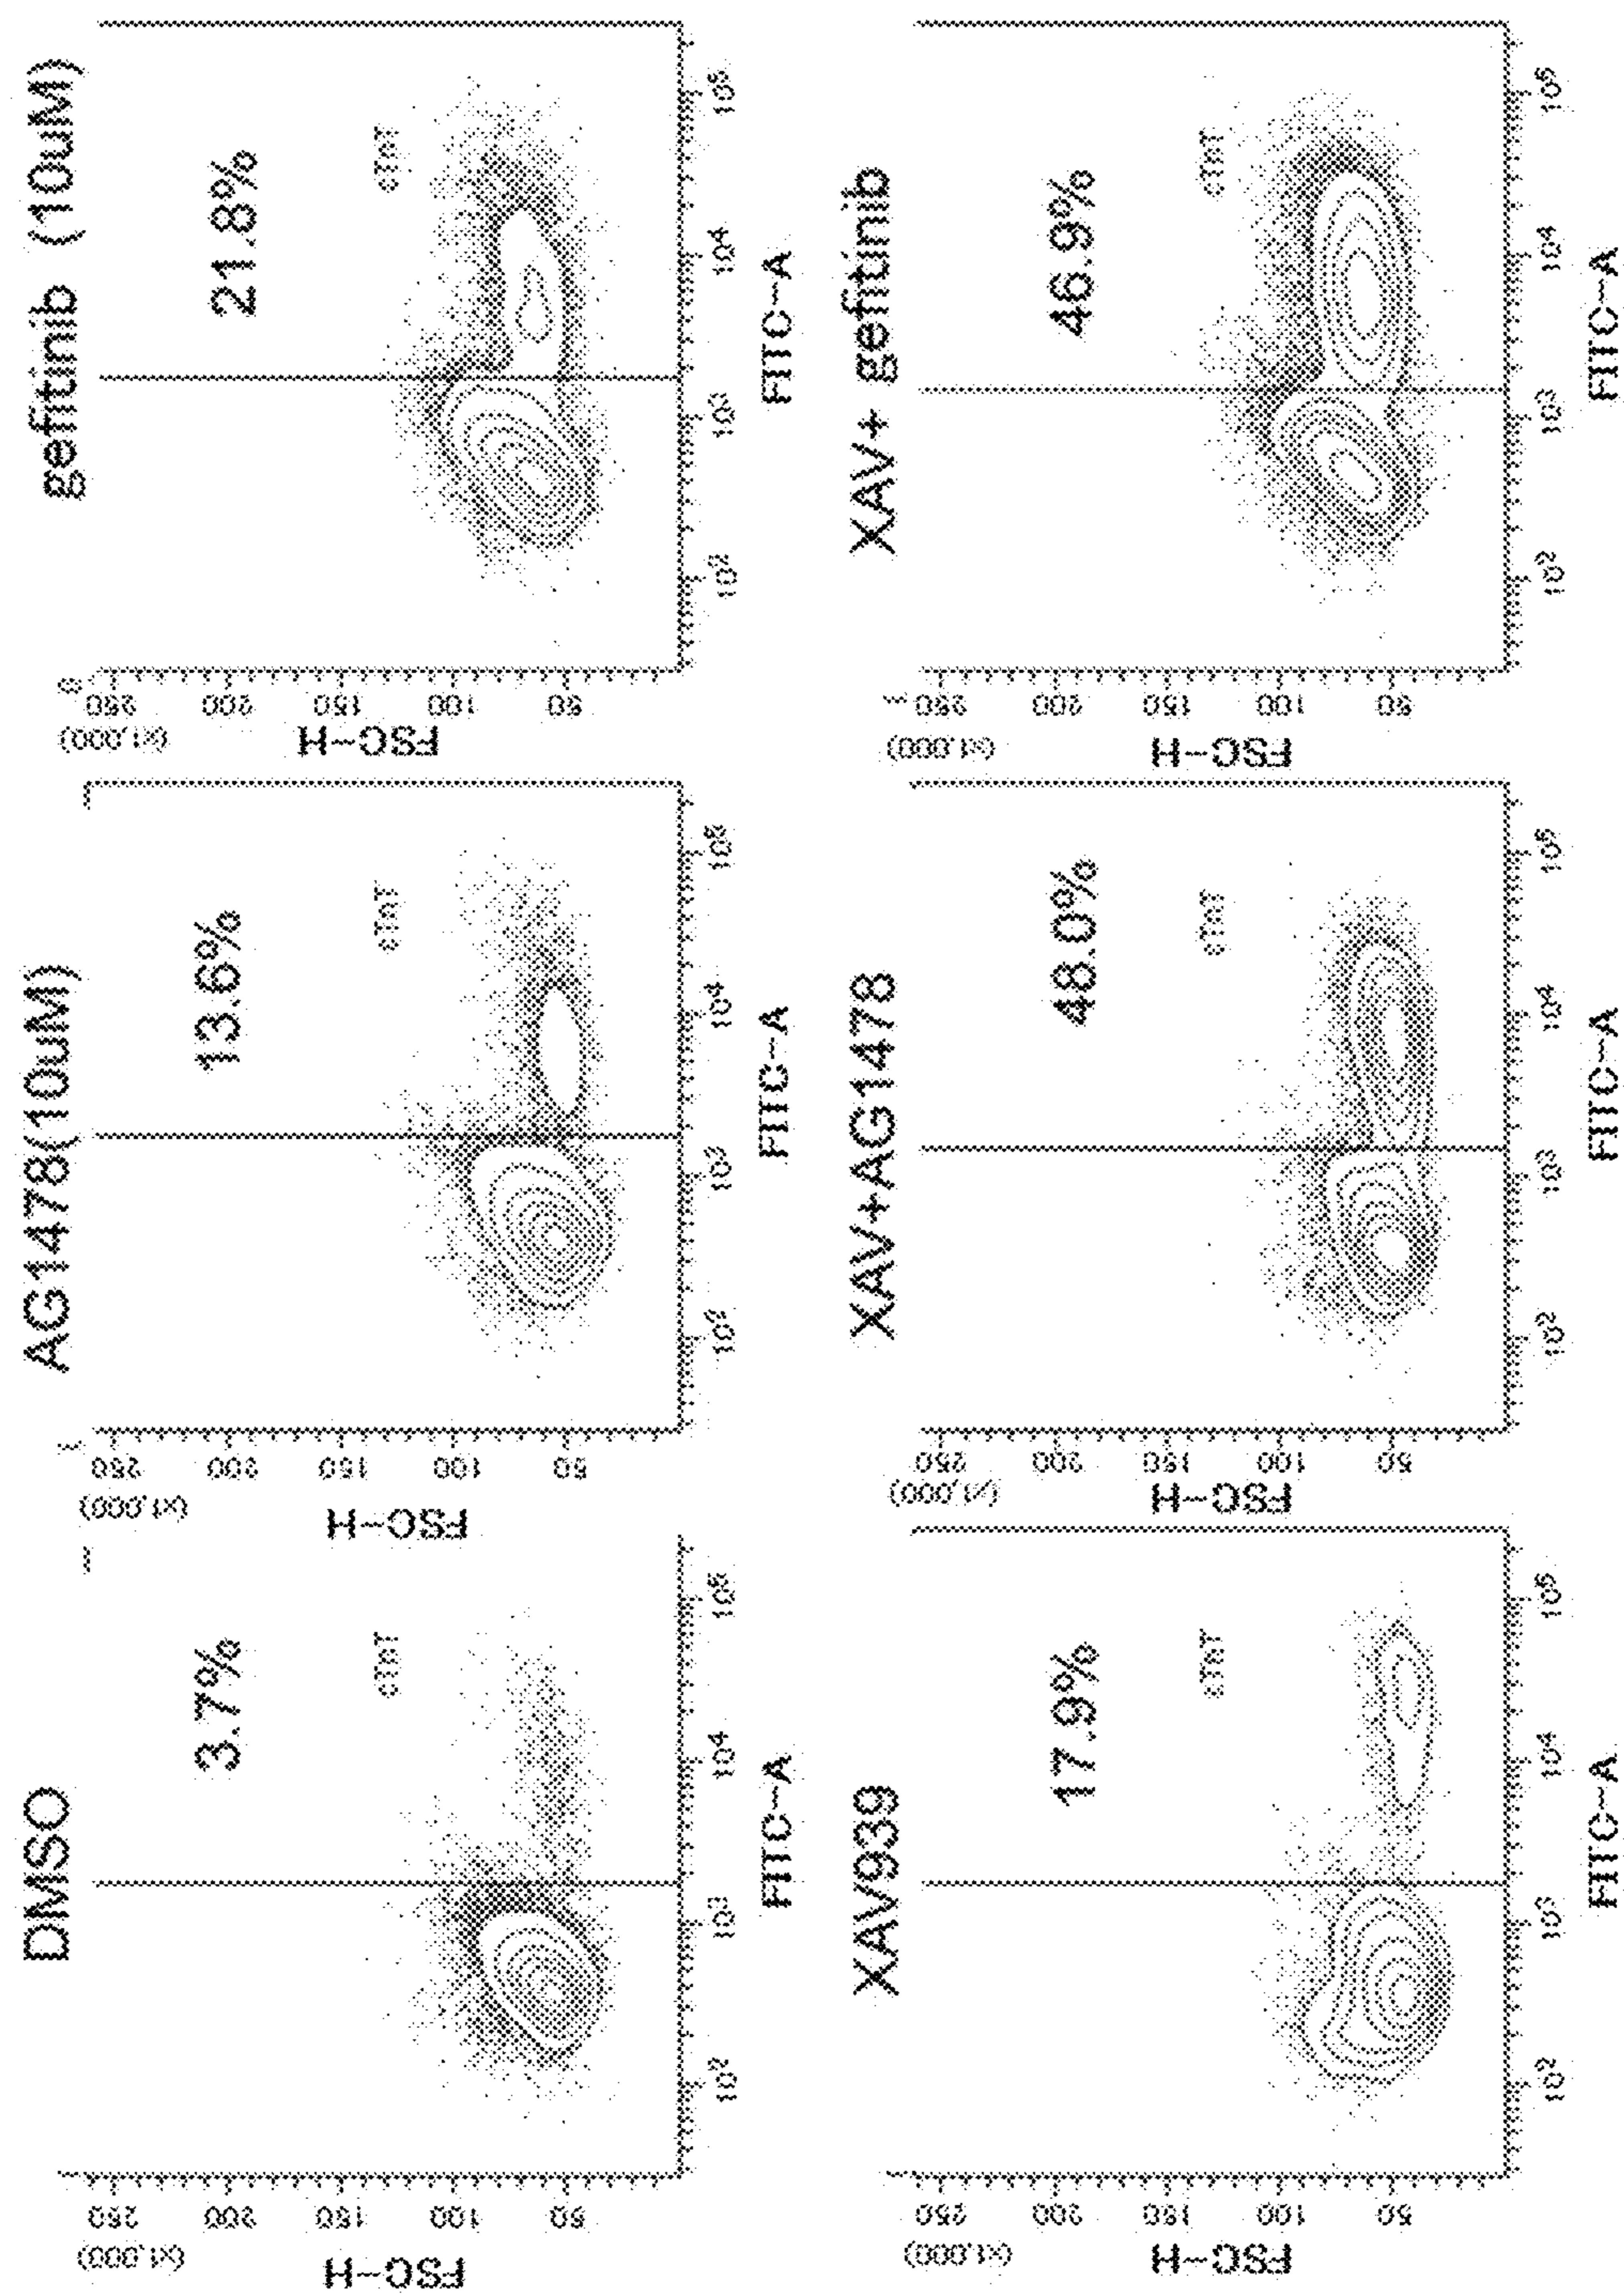 DMSO
3.7%
cTnT
(x1,000)
250
200
150
100
50
FSC-H
10²
10³
10⁴
10⁵
FITC-A
AG1478(10uM)
13.6%
cTnT
(x1,000)
250
200
150
100
50
FSC-H
10²
10³
10⁴
10⁵
FITC-A
gefitinib (10uM)
21.8%
cTnT
(x1,000)
250
200
150
100
50
FSC-H
10²
10³
10⁴
10⁵
FITC-A
XAV939
17.9%
cTnT
(x1,000)
250
200
150
100
50
FSC-H
10²
10³
10⁴
10⁵
FITC-A
XAV+AG1478
48.0%
cTnT
(x1,000)
250
200
150
100
50
FSC-H
10²
10³
10⁴
10⁵
FITC-A
XAV+ gefitinib
46.9%
cTnT
(x1,000)
250
200
150
100
50
FSC-H
10²
10³
10⁴
10⁵
FITC-A